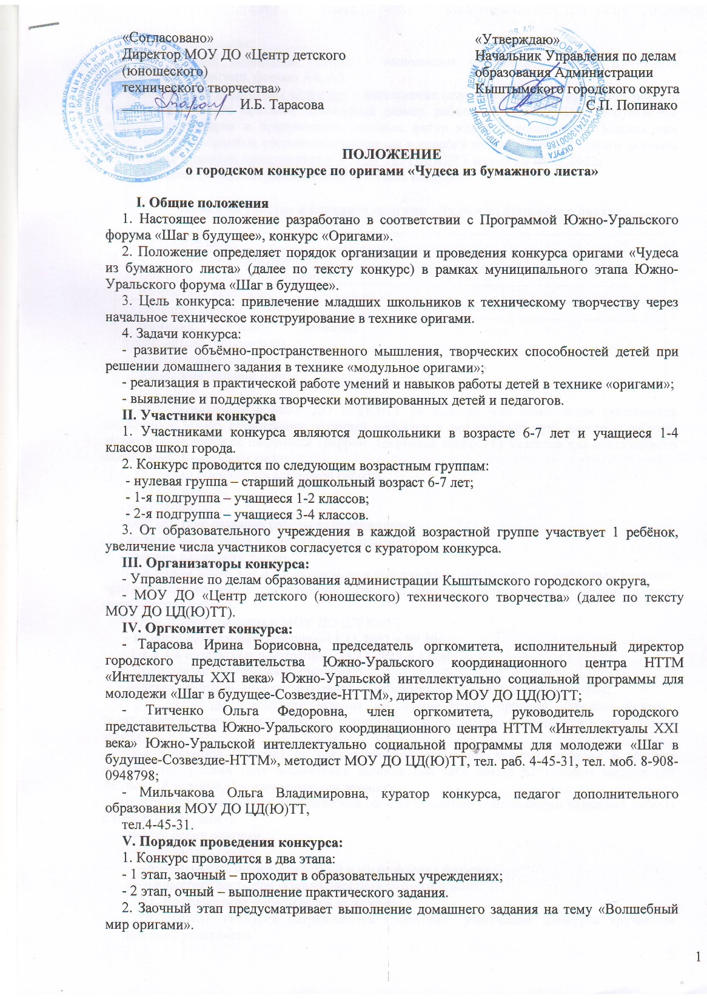 «Согласовано»
Директор МОУ ДО «Центр детского
(юношеского)
технического творчества»
И.Б. Тарасова
«Утверждаю»
Начальник Управления по делам
образования Администрации
Кыштымского городского округа
С.П. Попинако
ПОЛОЖЕНИЕ
о городском конкурсе по оригами «Чудеса из бумажного листа»
I. Общие положения
1. Настоящее положение разработано в соответствии с Программой Южно-Уральского
форума «Шаг в будущее», конкурс «Оригами».
2. Положение определяет порядок организации и проведения конкурса оригами «Чудеса
из бумажного листа» (далее по тексту конкурс) в рамках муниципального этапа Южно-
Уральского форума «Шаг в будущее».
3. Цель конкурса: привлечение младших школьников к техническому творчеству через
начальное техническое конструирование в технике оригами.
4. Задачи конкурса:
- развитие объёмно-пространственного мышления, творческих способностей детей при
решении домашнего задания в технике «модульное оригами»;
- реализация в практической работе умений и навыков работы детей в технике «оригами»;
- выявление и поддержка творчески мотивированных детей и педагогов.
II. Участники конкурса
1. Участниками конкурса являются дошкольники в возрасте 6-7 лет и учащиеся 1-4
классов школ города.
2. Конкурс проводится по следующим возрастным группам:
- нулевая группа – старший дошкольный возраст 6-7 лет;
- 1-я подгруппа – учащиеся 1-2 классов;
- 2-я подгруппа – учащиеся 3-4 классов.
3. От образовательного учреждения в каждой возрастной группе участвует 1 ребёнок,
увеличение числа участников согласуется с куратором конкурса.
III. Организаторы конкурса:
- Управление по делам образования администрации Кыштымского городского округа,
- МОУ ДО «Центр детского (юношеского) технического творчества» (далее по тексту
МОУ ДО ЦД(Ю)ТТ).
IV. Оргкомитет конкурса:
- Тарасова Ирина Борисовна, председатель оргкомитета, исполнительный директор
городского представительства Южно-Уральского координационного центра НТТМ
«Интеллектуалы XXI века» Южно-Уральской интеллектуально социальной программы для
молодежи «Шаг в будущее-Созвездие-НТТМ», директор МОУ ДО ЦД(Ю)ТТ;
- Титченко Ольга Федоровна, член оргкомитета, руководитель городского
представительства Южно-Уральского координационного центра НТТМ «Интеллектуалы XXI
века» Южно-Уральской интеллектуально социальной программы для молодежи «Шаг в
будущее-Созвездие-НТТМ», методист МОУ ДО ЦД(Ю)ТТ, тел. раб. 4-45-31, тел. моб. 8-908-
0948798;
- Мильчакова Ольга Владимировна, куратор конкурса, педагог дополнительного
образования МОУ ДО ЦД(Ю)ТТ,
тел.4-45-31.
V. Порядок проведения конкурса:
1. Конкурс проводится в два этапа:
- 1 этап, заочный – проходит в образовательных учреждениях;
- 2 этап, очный – выполнение практического задания.
2. Заочный этап предусматривает выполнение домашнего задания на тему «Волшебный
мир оригами».
1